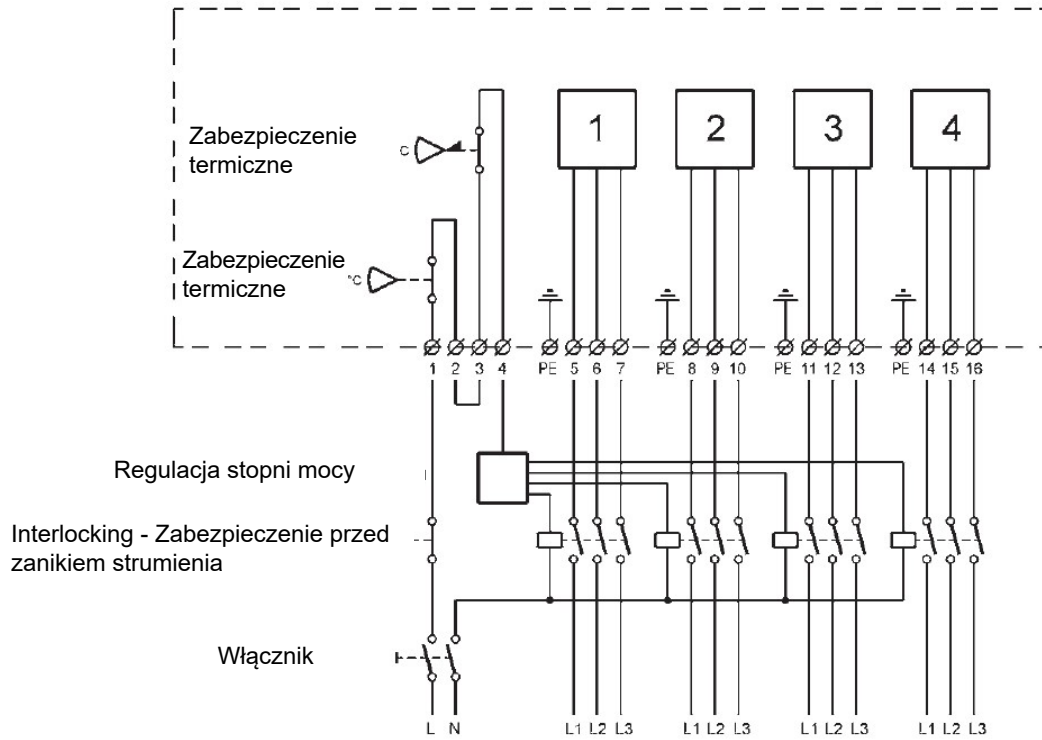 1
2
3
4
Zabezpieczenie
termiczne
C
Zabezpieczenie
termiczne
°C
1 2 3 4 PE 5 6 7 PE 8 9 10 PE 11 12 13 PE 14 15 16
Regulacja stopni mocy
Interlocking - Zabezpieczenie przed
zanikiem strumienia
Włącznik
L N L1 L2 L3 L1 L2 L3 L1 L2 L3 L1 L2 L3